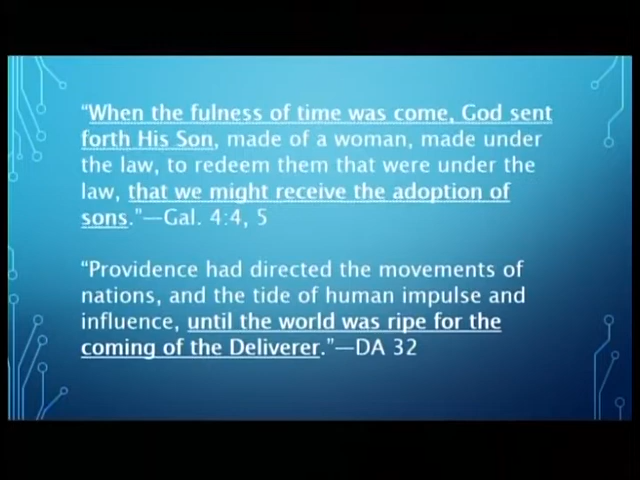 “When the fulness of time was come, God sent
forth His Son, made of a woman, made under
the law, to redeem them that were under the
law, that we might receive the adoption of
sons.”—Gal. 4:4, 5
“Providence had directed the movements of
nations, and the tide of human impulse and
influence, until the world was ripe for the
coming of the Deliverer.”—DA 32